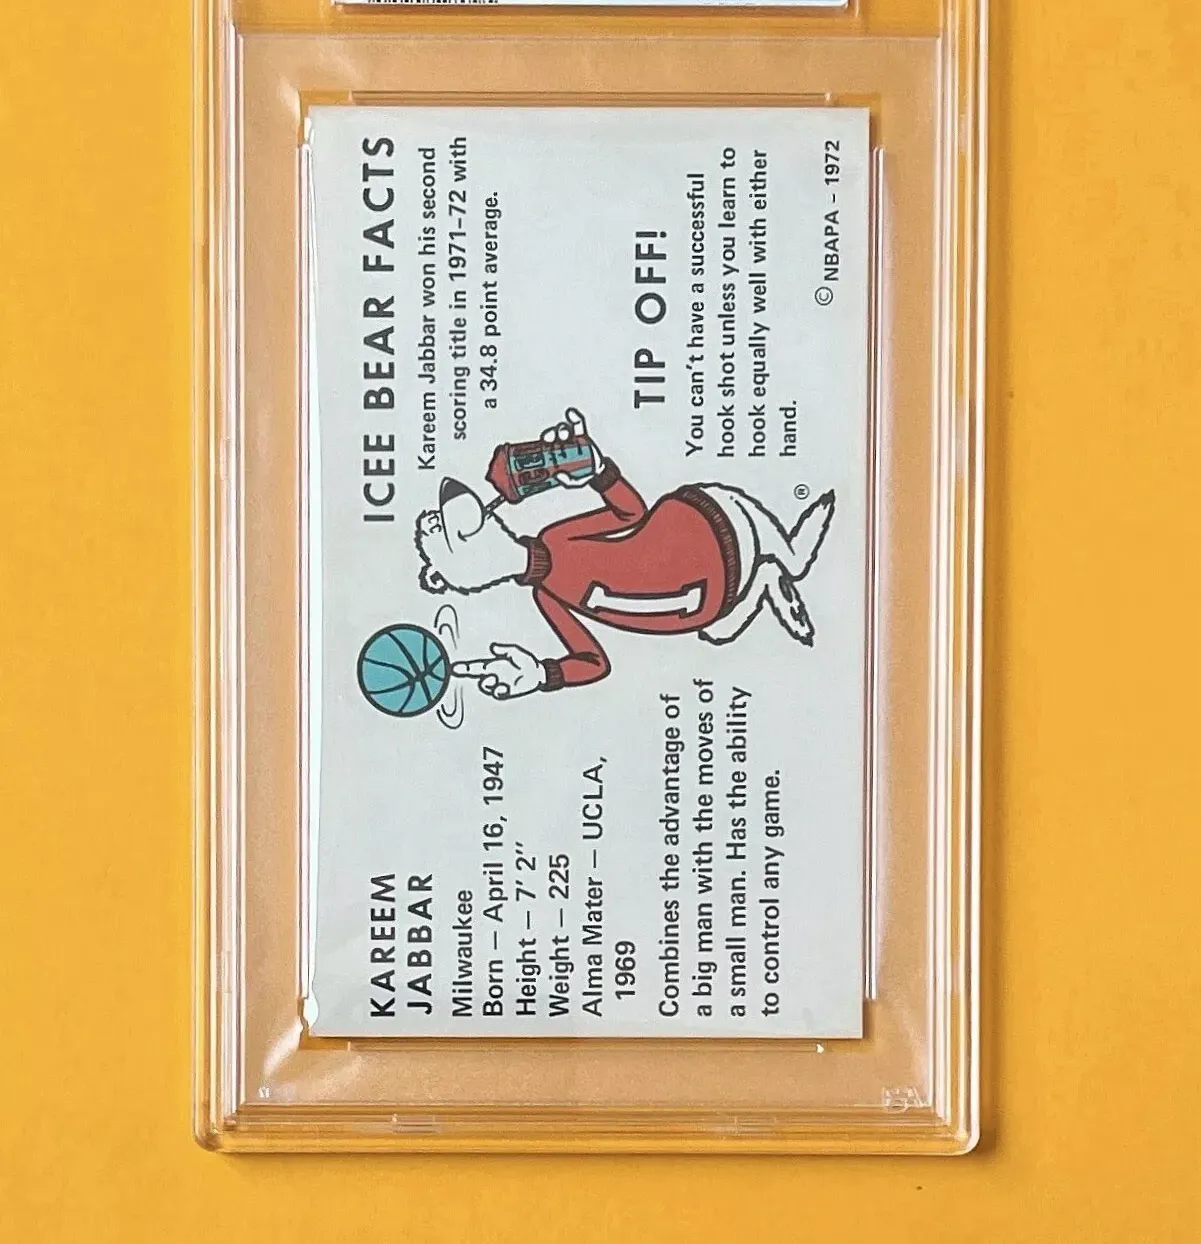 KAREEM
JABBAR
Milwaukee
Born – April 16, 1947
Height – 7' 2"
Weight – 225
Alma Mater – UCLA,
1969
Combines the advantage of
a big man with the moves of
a small man. Has the ability
to control any game.
ICEE BEAR FACTS
Kareem Jabbar won his second
scoring title in 1971–72 with
a 34.8 point average.
ICEE
1
TIP OFF!
You can't have a successful
hook shot unless you learn to
hook equally well with either
hand.
®
© NBAPA – 1972